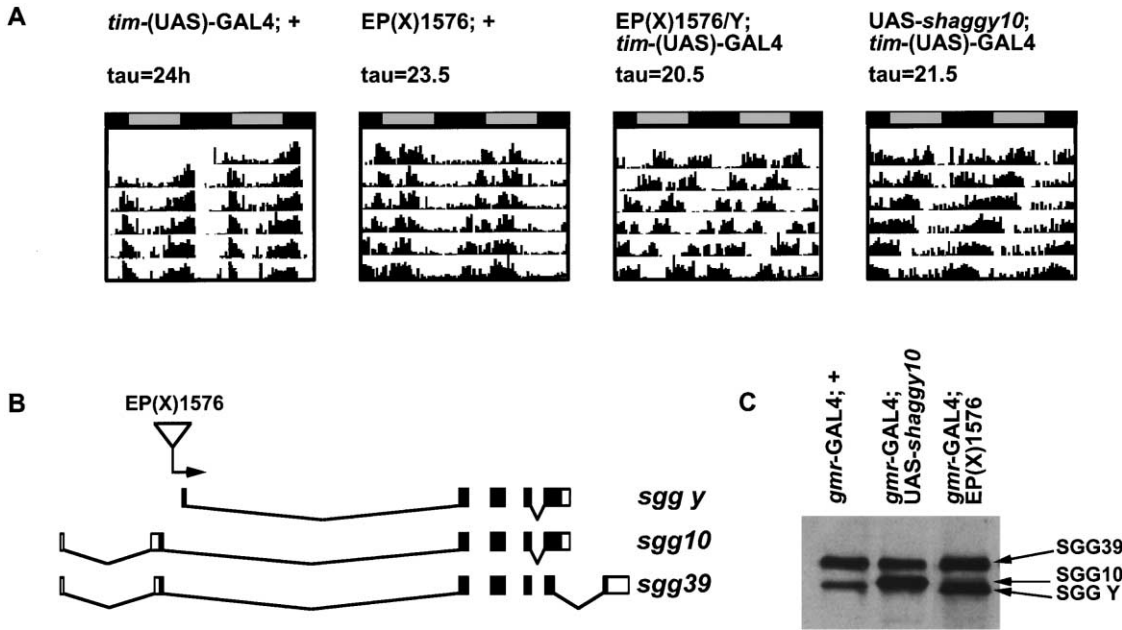 A
tim-(UAS)-GAL4; +
tau=24h
EP(X)1576; +
tau=23.5
EP(X)1576/Y;
tim-(UAS)-GAL4
tau=20.5
UAS-shaggy10;
tim-(UAS)-GAL4
tau=21.5
B
EP(X)1576
sgg y
sgg10
sgg39
C
gmr-GAL4; +
gmr-GAL4;
UAS-shaggy10
gmr-GAL4;
EP(X)1576
SGG39
SGG10
SGG Y